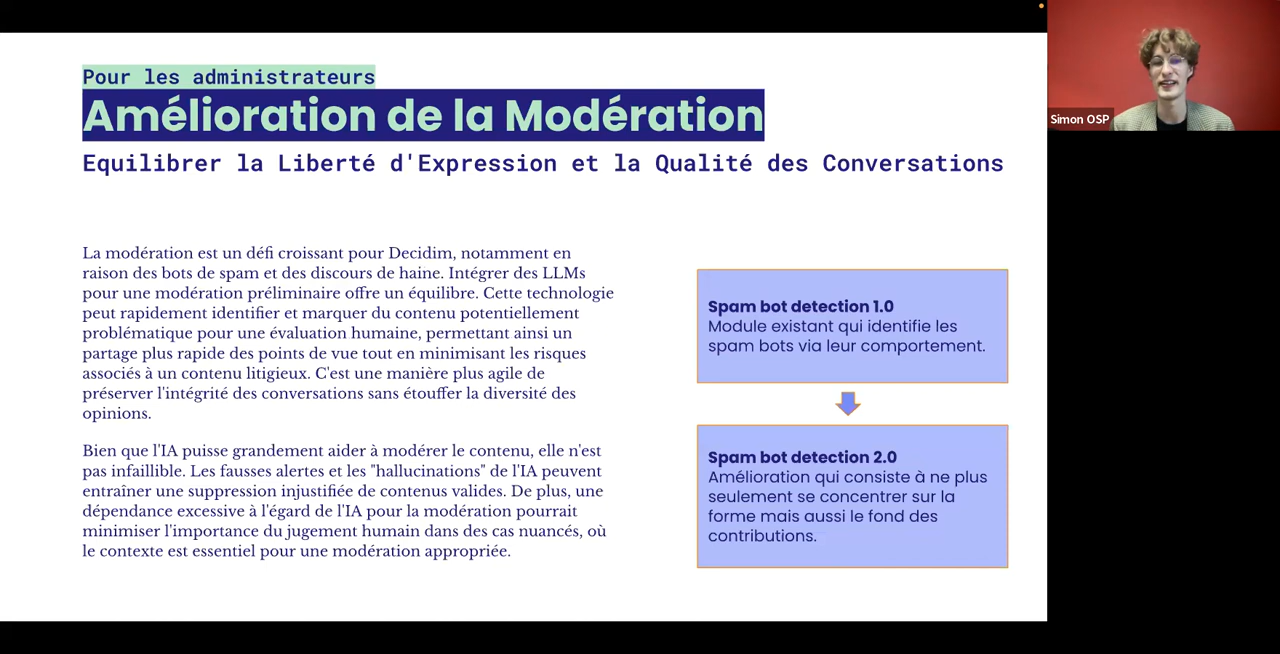 Pour les administrateurs
Amélioration de la Modération
Equilibrer la Liberté d'Expression et la Qualité des Conversations
La modération est un défi croissant pour Decidim, notamment en
raison des bots de spam et des discours de haine. Intégrer des LLMs
pour une modération préliminaire offre un équilibre. Cette technologie
peut rapidement identifier et marquer du contenu potentiellement
problématique pour une évaluation humaine, permettant ainsi un
partage plus rapide des points de vue tout en minimisant les risques
associés à un contenu litigieux. C'est une manière plus agile de
préserver l'intégrité des conversations sans étouffer la diversité des
opinions.
Bien que l'IA puisse grandement aider à modérer le contenu, elle n'est
pas infaillible. Les fausses alertes et les "hallucinations" de l'IA peuvent
entraîner une suppression injustifiée de contenus valides. De plus, une
dépendance excessive à l'égard de l'IA pour la modération pourrait
minimiser l'importance du jugement humain dans des cas nuancés, où
le contexte est essentiel pour une modération appropriée.
Spam bot detection 1.0
Module existant qui identifie les
spam bots via leur comportement.
Spam bot detection 2.0
Amélioration qui consiste à ne plus
seulement se concentrer sur la
forme mais aussi le fond des
contributions.
Simon OSP